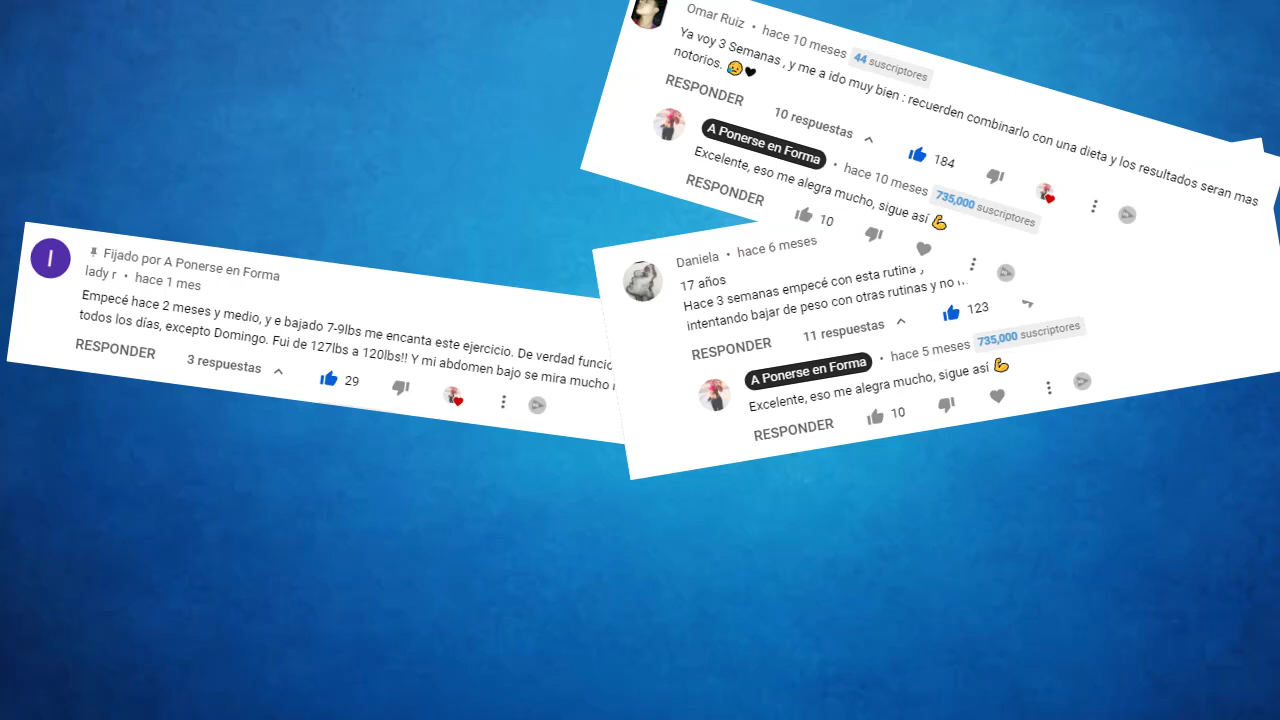 Omar Ruiz • hace 10 meses 44 suscriptores
Ya voy 3 Semanas , y me a ido muy bien : recuerden combinarlo con una dieta y los resultados seran mas
notorios. 😥🖤
RESPONDER 10 respuestas 184
A Ponerse en Forma • hace 10 meses 735,000 suscriptores
Excelente, eso me alegra mucho, sigue así 💪
RESPONDER 10
Daniela • hace 6 meses
17 años
Hace 3 semanas empecé con esta rutina
intentando bajar de peso con otras rutinas y no
RESPONDER 11 respuestas 123
A Ponerse en Forma • hace 5 meses 735,000 suscriptores
Excelente, eso me alegra mucho, sigue así 💪
RESPONDER 10
I
Fijado por A Ponerse en Forma
lady r • hace 1 mes
Empecé hace 2 meses y medio, y e bajado 7-9lbs me encanta este ejercicio. De verdad
todos los días, excepto Domingo. Fui de 127lbs a 120lbs!! Y mi abdomen bajo se mira mucho
RESPONDER 3 respuestas 29